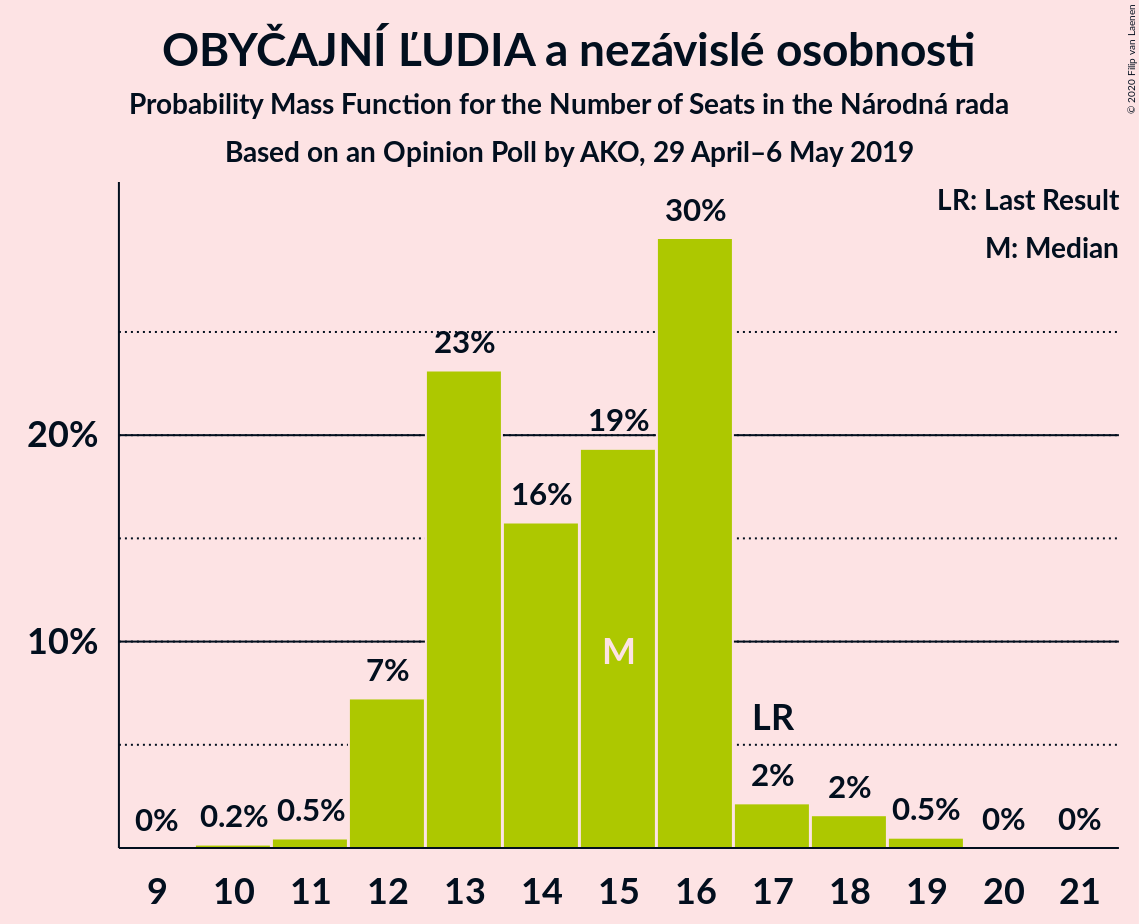 OBYČAJNÍ ĽUDIA a nezávislé osobnosti
Probability Mass Function for the Number of Seats in the Národná rada
Based on an Opinion Poll by AKO, 29 April–6 May 2019
© 2020 Filip van Laenen
LR: Last Result
M: Median
20%
10%
0% 0.2% 0.5% 7% 23% 16% 19% 30% 2% 2% 0.5% 0% 0%
M
LR
9 10 11 12 13 14 15 16 17 18 19 20 21